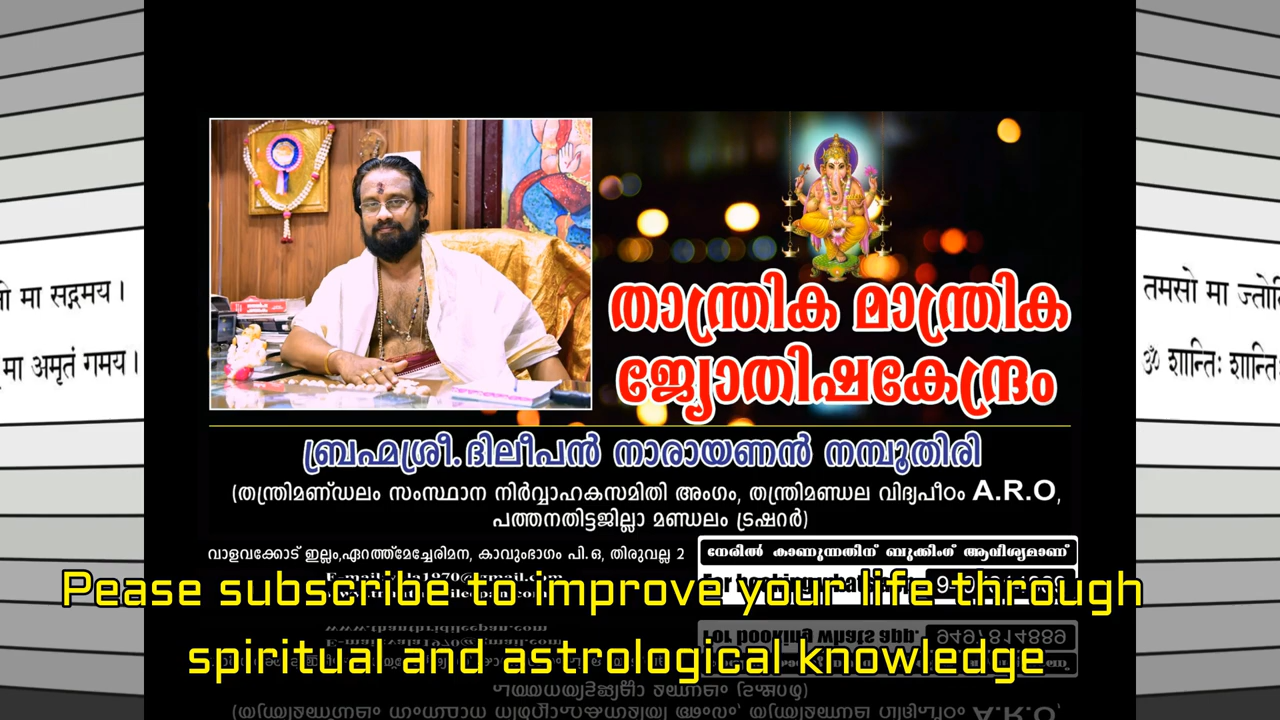 मा सद्गमय।
मा अमृतं गमय।
तमसो मा
ॐ शान्तिः
താന്ത്രിക മാന്ത്രിക
ജ്യോതിഷകേന്ദ്രം
ബ്രഹ്മശ്രീ.ദിലീപൻ നാരായണൻ നമ്പൂതിരി
(തന്ത്രിമണ്ഡലം സംസ്ഥാന നിർവ്വാഹകസമിതി അംഗം, തന്ത്രിമണ്ഡല വിദ്യപീഠം A.R.O,
പത്തനതിട്ടജില്ലാ മണ്ഡലം ട്രഷറർ)
വാളവക്കോട് ഇല്ലം,ഏറത്ത്മേച്ചേരിമന, കാവുംഭാഗം പി.ഒ, തിരുവല്ല 2
നേരിൽ കാണുന്നതിന് ബുക്കിംഗ് ആവിശ്യമാണ്
Pease subscribe to improve your life through
spiritual and astrological knowledge